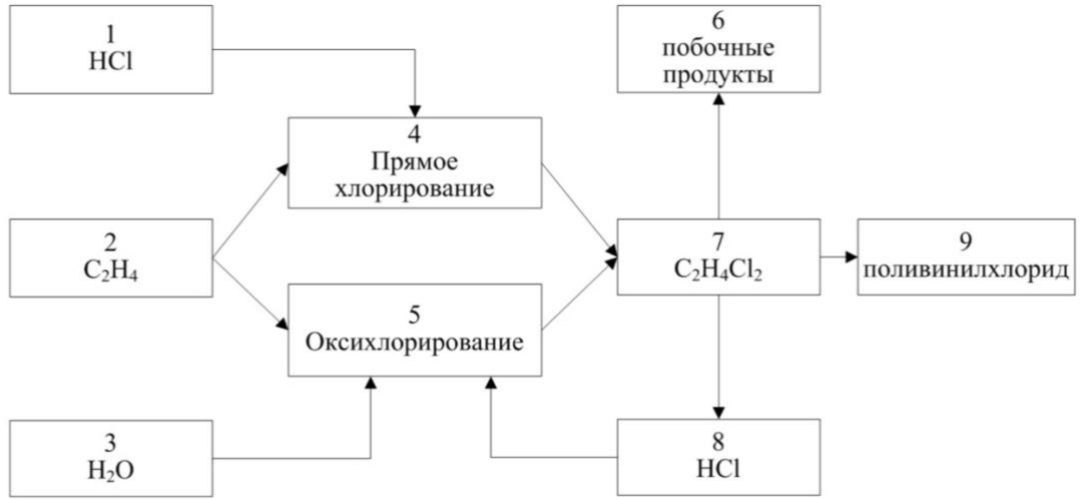 1
HCl
6
побочные
продукты
4
Прямое
хлорирование
2
C₂H₄
7
C₂H₄Cl₂
9
поливинилхлорид
5
Оксихлорирование
3
H₂O
8
HCl